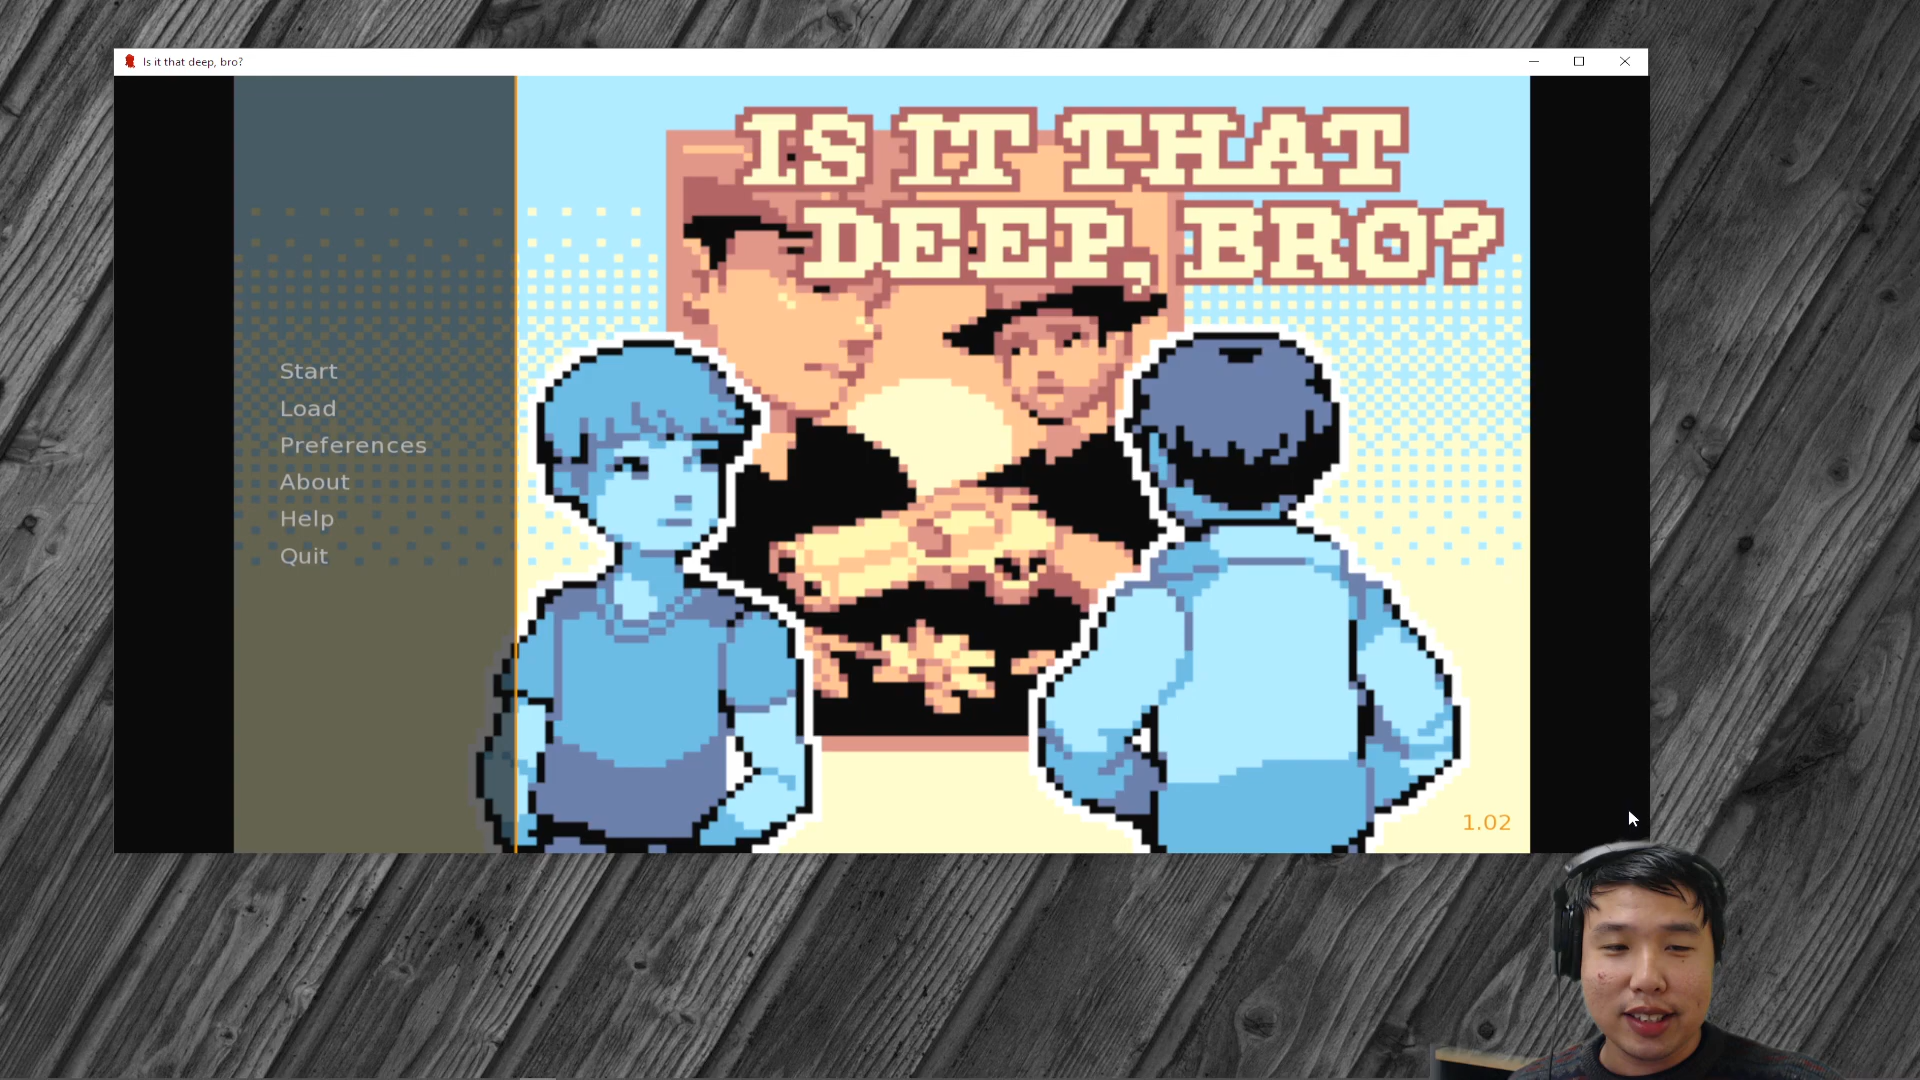 Is it that deep, bro?
IS IT THAT
DEEP, BRO?
Start
Load
Preferences
About
Help
Quit
1.02